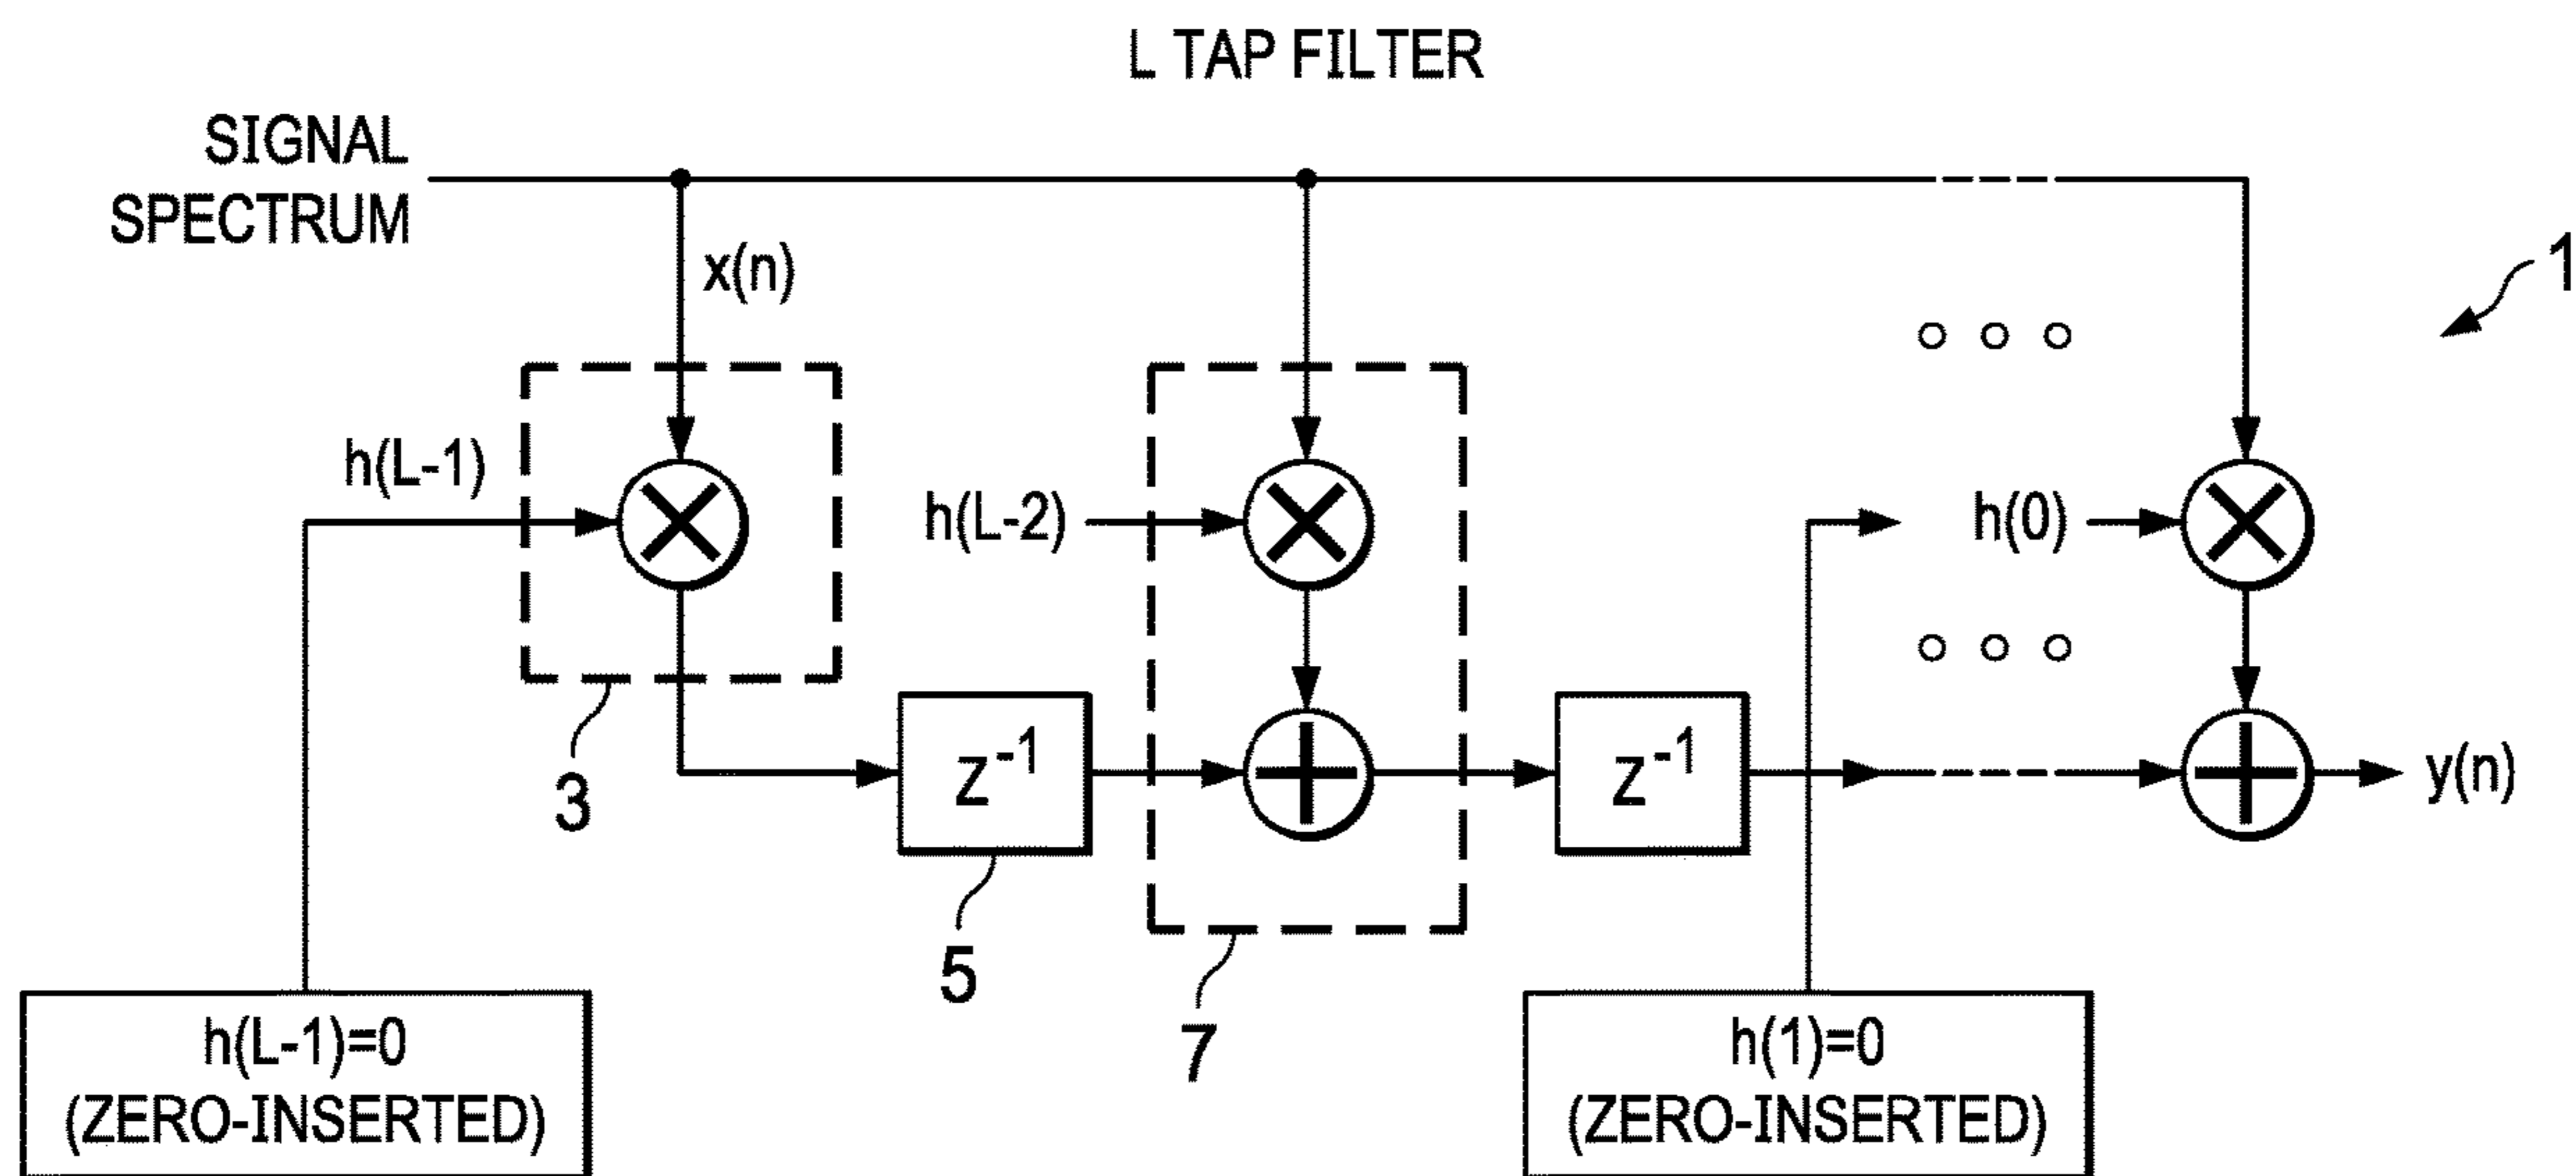 L TAP FILTER
SIGNAL
SPECTRUM
x(n)
1
h(L-1)
h(L-2)
h(0)
3
z-1
5
7
z-1
y(n)
h(L-1)=0
(ZERO-INSERTED)
h(1)=0
(ZERO-INSERTED)